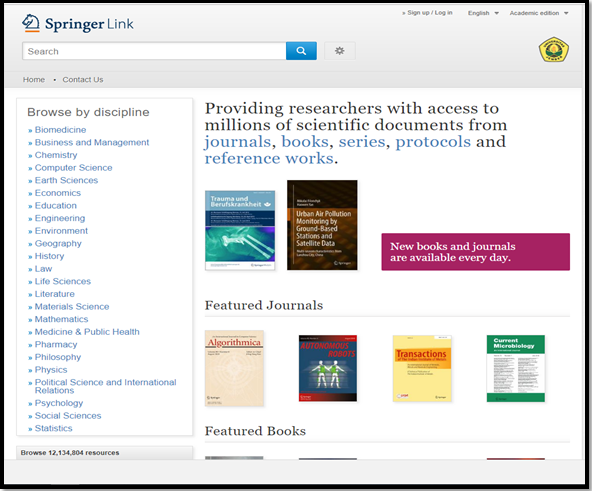 » Sign up / Log in English Academic edition
Springer Link
Search
Home • Contact Us
Browse by discipline
» Biomedicine
» Business and Management
» Chemistry
» Computer Science
» Earth Sciences
» Economics
» Education
» Engineering
» Environment
» Geography
» History
» Law
» Life Sciences
» Literature
» Materials Science
» Mathematics
» Medicine & Public Health
» Pharmacy
» Philosophy
» Physics
» Political Science and International
Relations
» Psychology
» Social Sciences
» Statistics
Browse 12,134,804 resources
Providing researchers with access to
millions of scientific documents from
journals, books, series, protocols and
reference works.
Trauma und
Berufskrankheit
Urban Air Pollution
Monitoring by
Ground-Based
Stations and
Satellite Data
New books and journals
are available every day.
Featured Journals
Algorithmica
AUTONOMOUS
ROBOTS
Transactions
Current
Microbiology
Featured Books